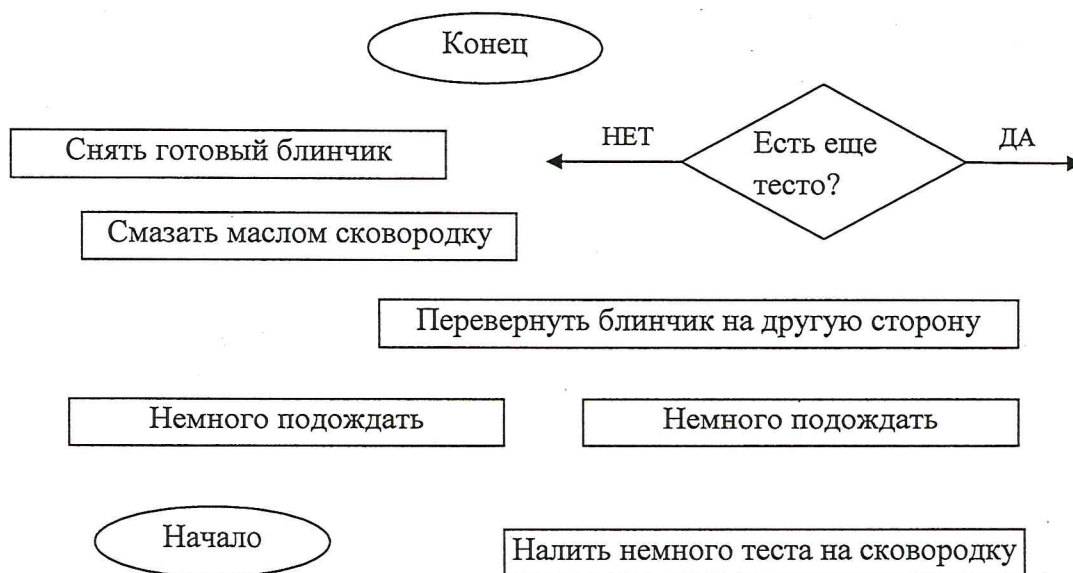 Конец
НЕТ
Есть еще
ДА
Снять готовый блинчик
тесто?
Смазать маслом сковородку
Перевернуть блинчик на другую сторону
Немного подождать
Немного подождать
Начало
Налить немного теста на сковородку